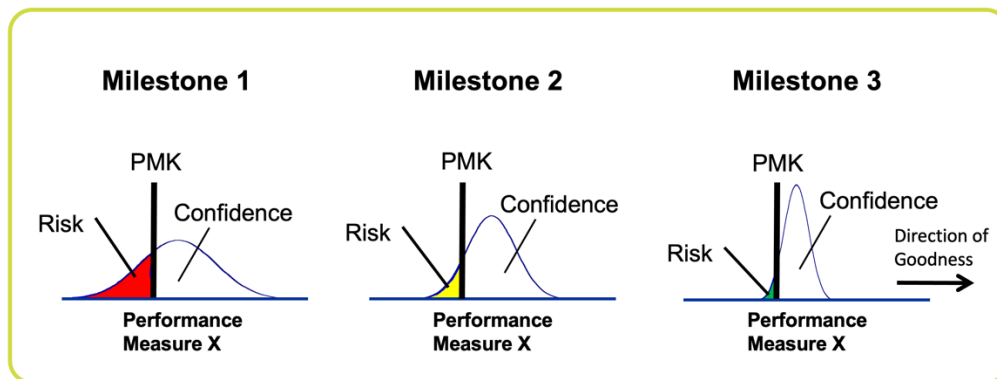 Milestone 1
Milestone 2
Milestone 3
PMK
Risk
Confidence
Performance
Measure X
PMK
Risk
Confidence
Performance
Measure X
PMK
Risk
Confidence
Performance
Measure X
Direction of
Goodness